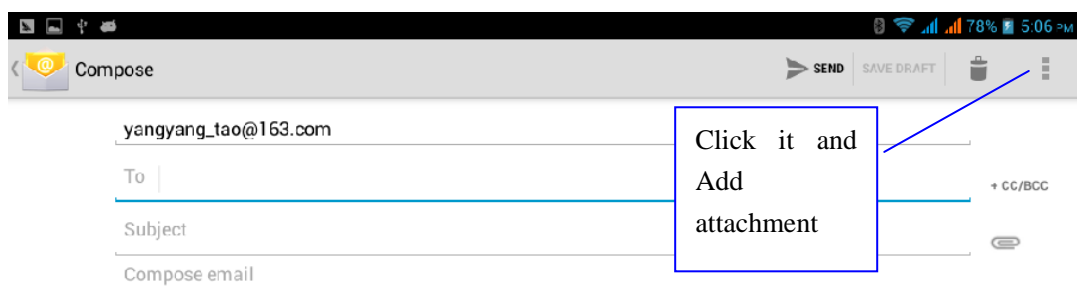 78% 5:06 PM
Compose
SEND
SAVE DRAFT
yangyang_tao@163.com
To
+ CC/BCC
Subject
Compose email
Click it and
Add
attachment